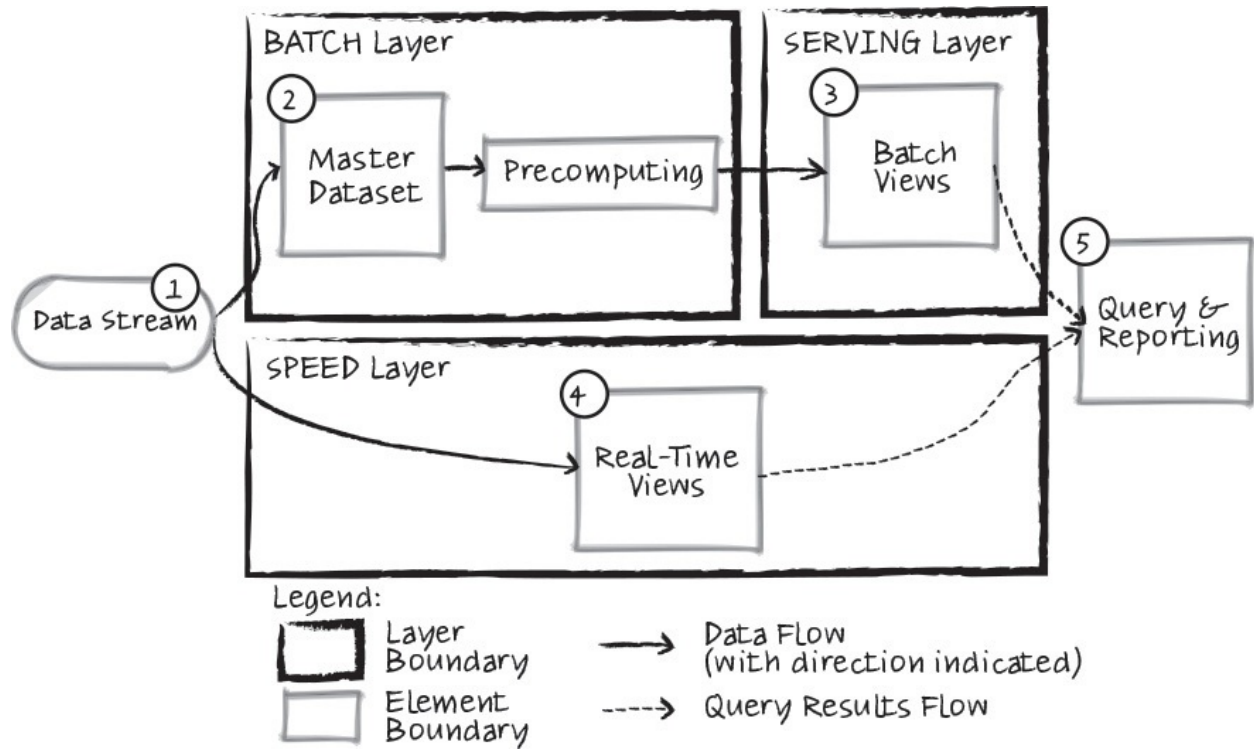 BATCH Layer
2
Master
Dataset
Precomputing
SERVING Layer
3
Batch
Views
1
Data Stream
5
Query &
Reporting
SPEED Layer
4
Real-Time
Views
Legend:
Layer
Boundary
Data Flow
(with direction indicated)
Element
Boundary
Query Results Flow